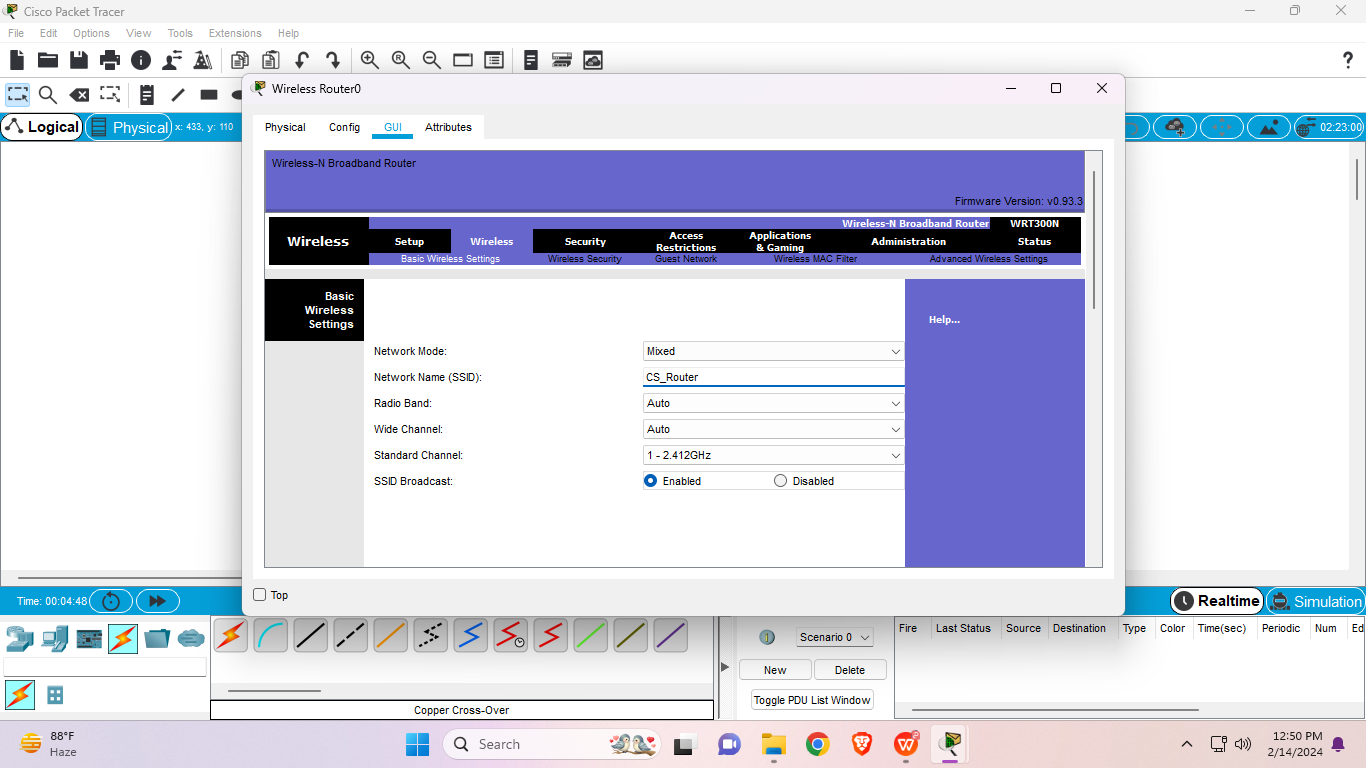 Cisco Packet Tracer
File Edit Options View Tools Extensions Help
Wireless Router0
Logical Physical x: 433, y: 110 02:23:00
Physical Config GUI Attributes
Wireless-N Broadband Router
Firmware Version: v0.93.3
Wireless-N Broadband Router WRT300N
Wireless Setup Wireless Security Access Restrictions Applications & Gaming Administration Status
Basic Wireless Settings Wireless Security Guest Network Wireless MAC Filter Advanced Wireless Settings
Basic
Wireless
Settings
Help...
Network Mode: Mixed
Network Name (SSID): CS_Router
Radio Band: Auto
Wide Channel: Auto
Standard Channel: 1 - 2.412GHz
SSID Broadcast: Enabled Disabled
Top
Time: 00:04:48 Realtime Simulation
Scenario 0
Fire Last Status Source Destination Type Color Time(sec) Periodic Num Ed
New Delete
Toggle PDU List Window
Copper Cross-Over
88°F
Haze
Search
12:50 PM
2/14/2024